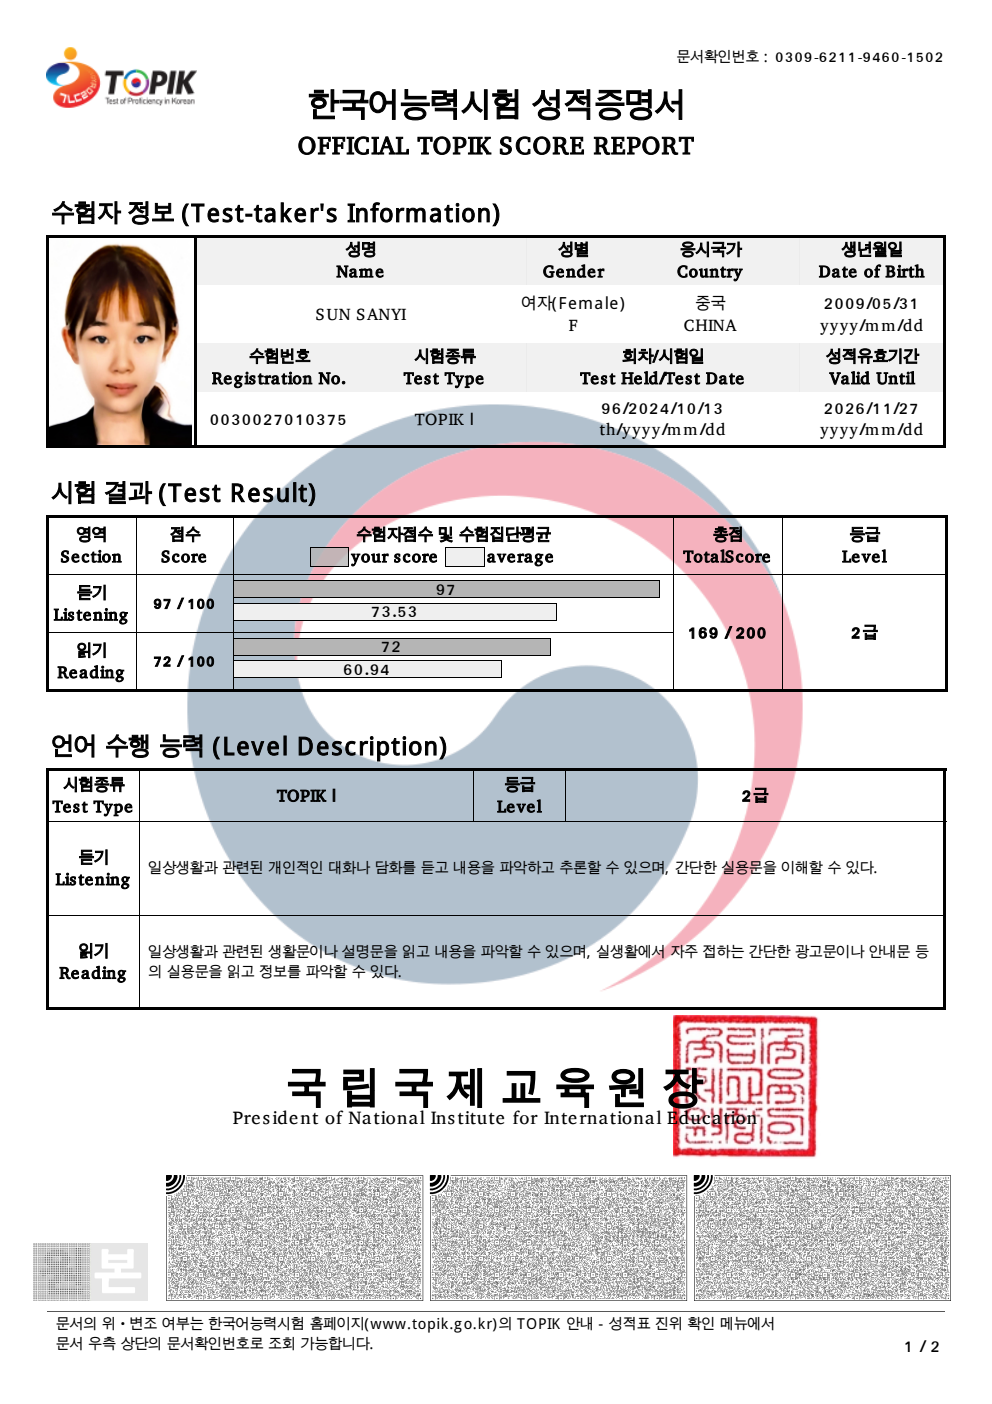 문서확인번호 : 0309-6211-9460-1502
TOPIK
Test of Proficiency in Korean
한국어능력시험 성적증명서
OFFICIAL TOPIK SCORE REPORT
수험자 정보 (Test-taker's Information)
성명 성별 응시국가 생년월일
Name Gender Country Date of Birth
SUN SANYI 여자(Female) 중국 2009/05/31
F CHINA yyyy/mm/dd
수험번호 시험종류 회차/시험일 성적유효기간
Registration No. Test Type Test Held/Test Date Valid Until
0030027010375 TOPIK Ⅰ 96/2024/10/13 2026/11/27
th/yyyy/mm/dd yyyy/mm/dd
시험 결과 (Test Result)
영역 점수 수험자점수 및 수험집단평균 총점 등급
Section Score your score average TotalScore Level
듣기 97 / 100 97
Listening 73.53
169 / 200 2급
읽기 72 / 100 72
Reading 60.94
언어 수행 능력 (Level Description)
시험종류 TOPIK Ⅰ 등급 2급
Test Type Level
듣기
Listening
일상생활과 관련된 개인적인 대화나 담화를 듣고 내용을 파악하고 추론할 수 있으며, 간단한 실용문을 이해할 수 있다.
읽기
Reading
일상생활과 관련된 생활문이나 설명문을 읽고 내용을 파악할 수 있으며, 실생활에서 자주 접하는 간단한 광고문이나 안내문 등
의 실용문을 읽고 정보를 파악할 수 있다.
국립국제교육원장
President of National Institute for International Education
본
문서의 위・변조 여부는 한국어능력시험 홈페이지(www.topik.go.kr)의 TOPIK 안내 - 성적표 진위 확인 메뉴에서
문서 우측 상단의 문서확인번호로 조회 가능합니다.
1 / 2